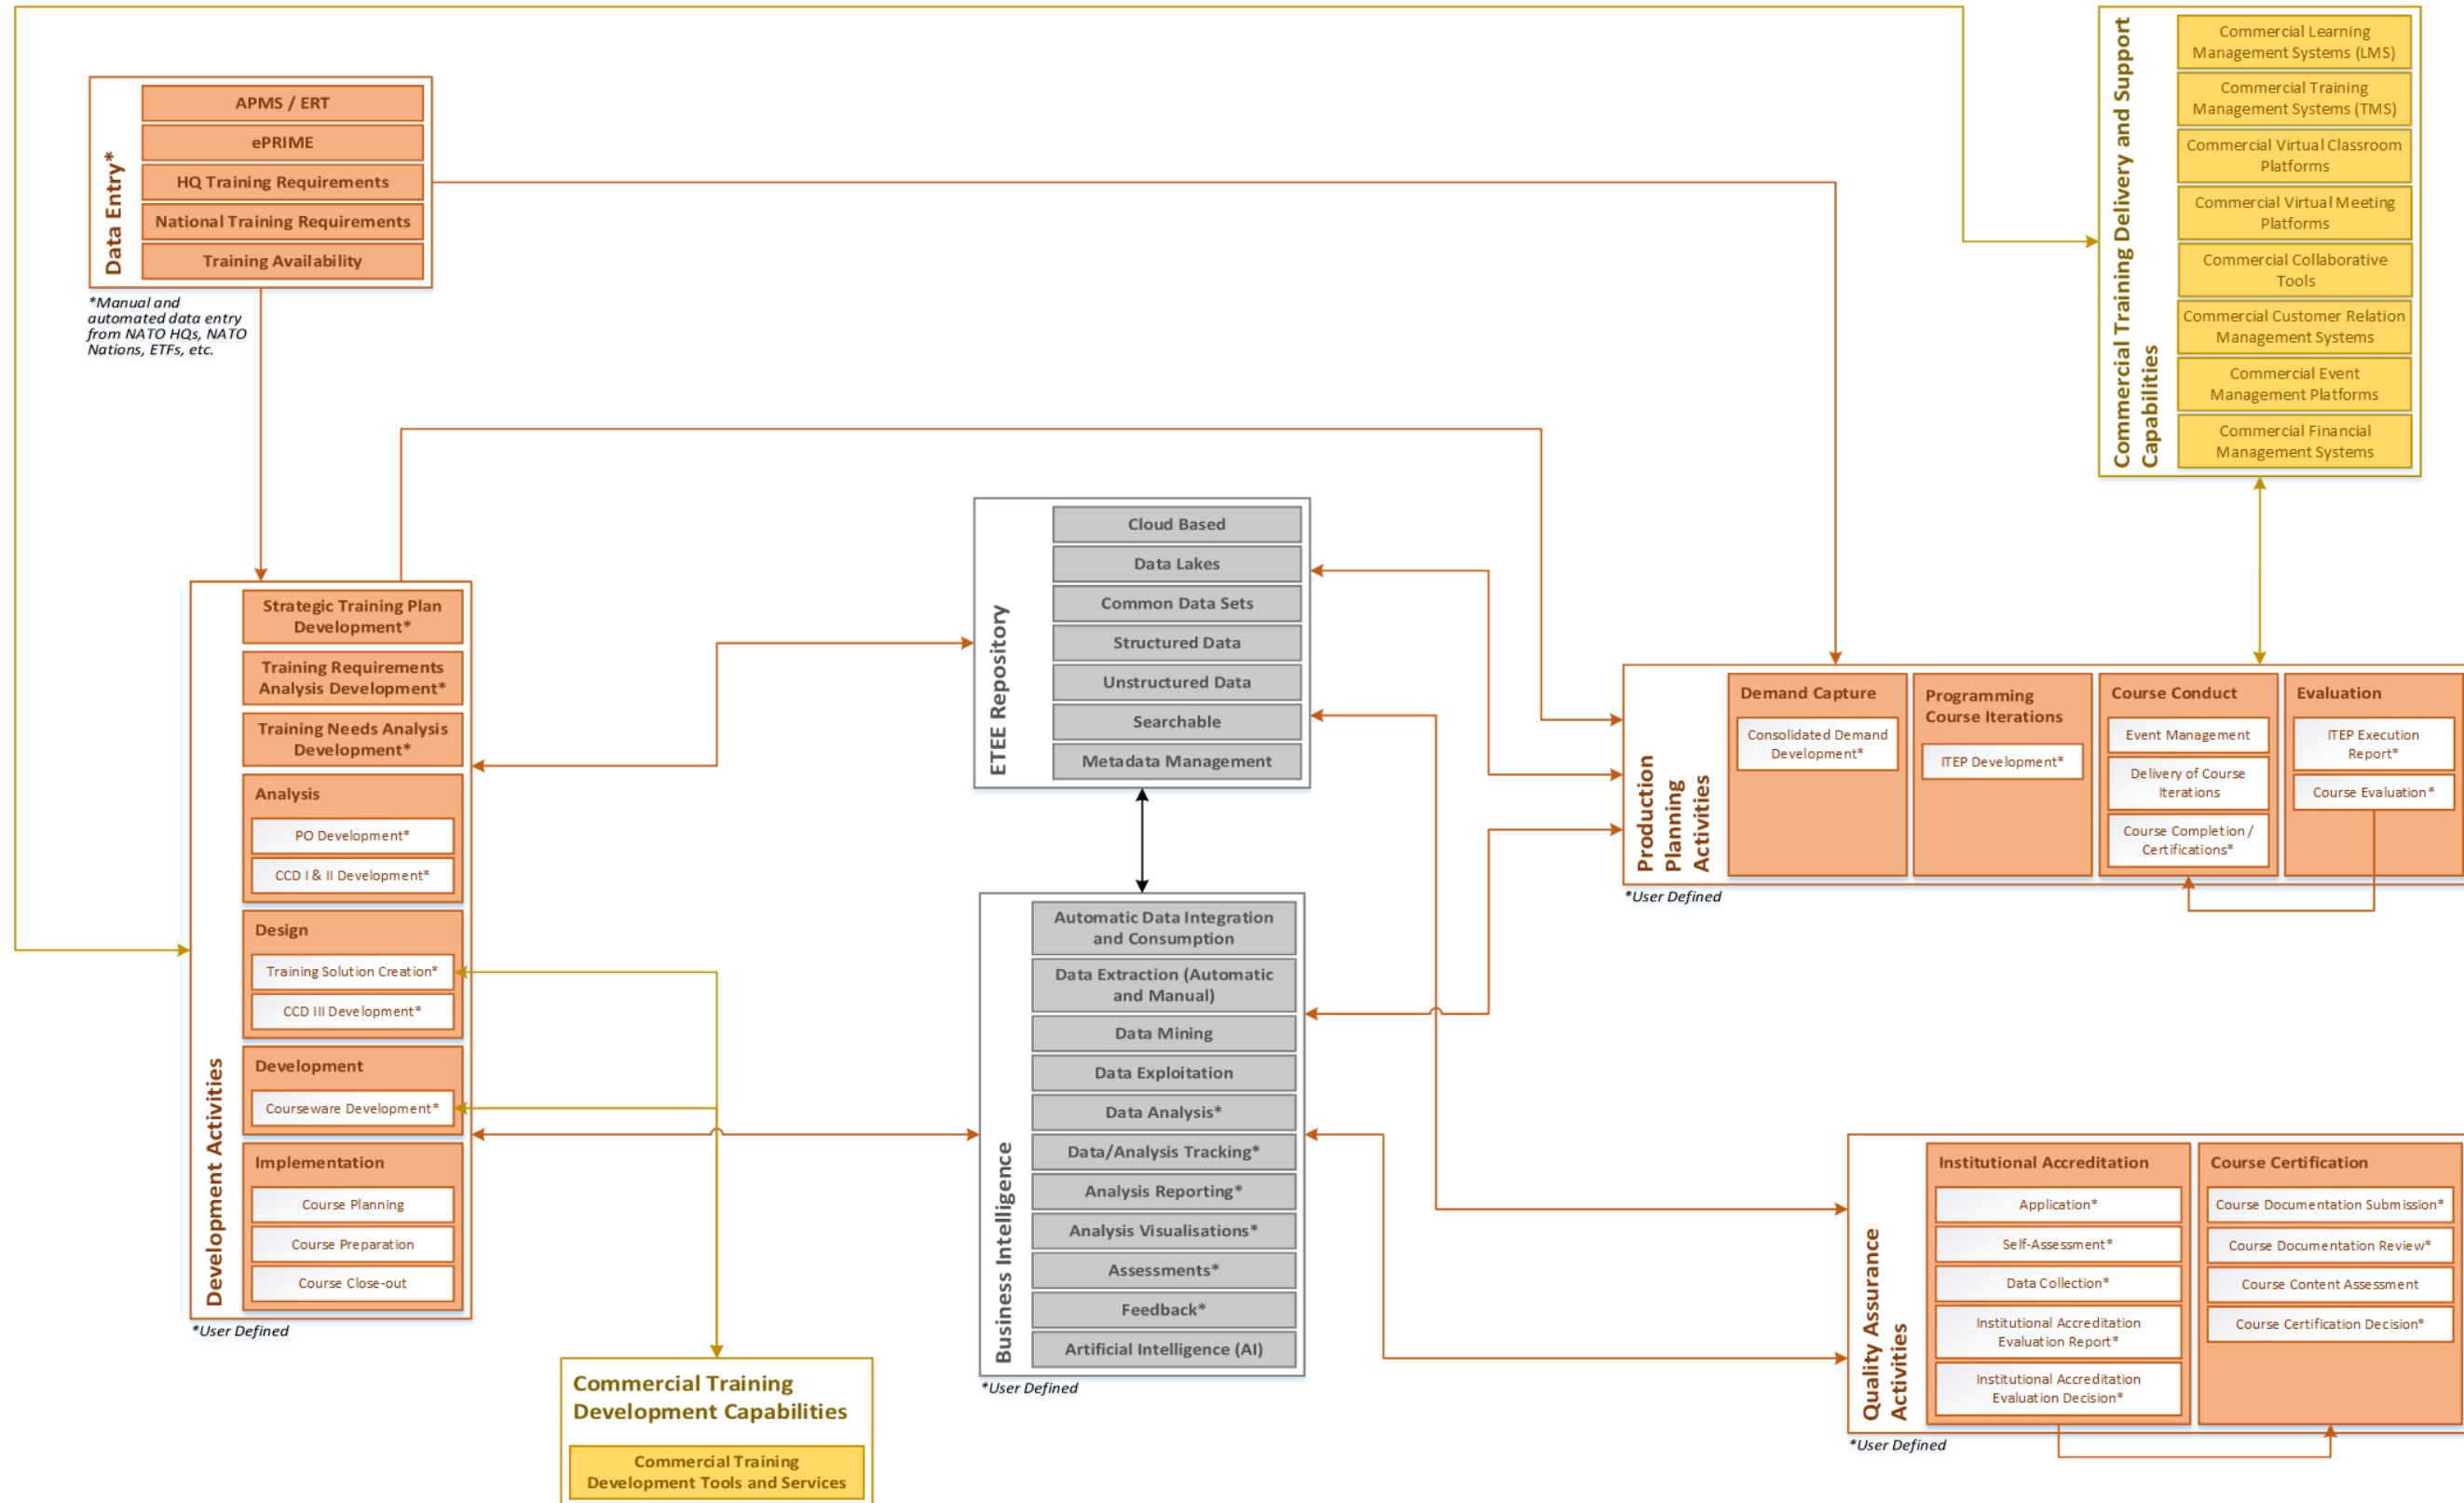 Data Entry*
APMS / ERT
ePRIME
HQ Training Requirements
National Training Requirements
Training Availability
*Manual and
automated data entry
from NATO HQs, NATO
Nations, ETFs, etc.
Commercial Training Delivery and Support
Capabilities
Commercial Learning
Management Systems (LMS)
Commercial Training
Management Systems (TMS)
Commercial Virtual Classroom
Platforms
Commercial Virtual Meeting
Platforms
Commercial Collaborative
Tools
Commercial Customer Relation
Management Systems
Commercial Event
Management Platforms
Commercial Financial
Management Systems
Development Activities
Strategic Training Plan
Development*
Training Requirements
Analysis Development*
Training Needs Analysis
Development*
Analysis
PO Development*
CCD I & II Development*
Design
Training Solution Creation*
CCD III Development*
Development
Courseware Development*
Implementation
Course Planning
Course Preparation
Course Close-out
*User Defined
ETEE Repository
Cloud Based
Data Lakes
Common Data Sets
Structured Data
Unstructured Data
Searchable
Metadata Management
Business Intelligence
Automatic Data Integration
and Consumption
Data Extraction (Automatic
and Manual)
Data Mining
Data Exploitation
Data Analysis*
Data/Analysis Tracking*
Analysis Reporting*
Analysis Visualisations*
Assessments*
Feedback*
Artificial Intelligence (AI)
*User Defined
Commercial Training
Development Capabilities
Commercial Training
Development Tools and Services
Production
Planning
Activities
Demand Capture
Consolidated Demand
Development*
Programming
Course Iterations
ITEP Development*
Course Conduct
Event Management
Delivery of Course
Iterations
Course Completion /
Certifications*
Evaluation
ITEP Execution
Report*
Course Evaluation*
*User Defined
Quality Assurance
Activities
Institutional Accreditation
Application*
Self-Assessment*
Data Collection*
Institutional Accreditation
Evaluation Report*
Institutional Accreditation
Evaluation Decision*
Course Certification
Course Documentation Submission*
Course Documentation Review*
Course Content Assessment
Course Certification Decision*
*User Defined